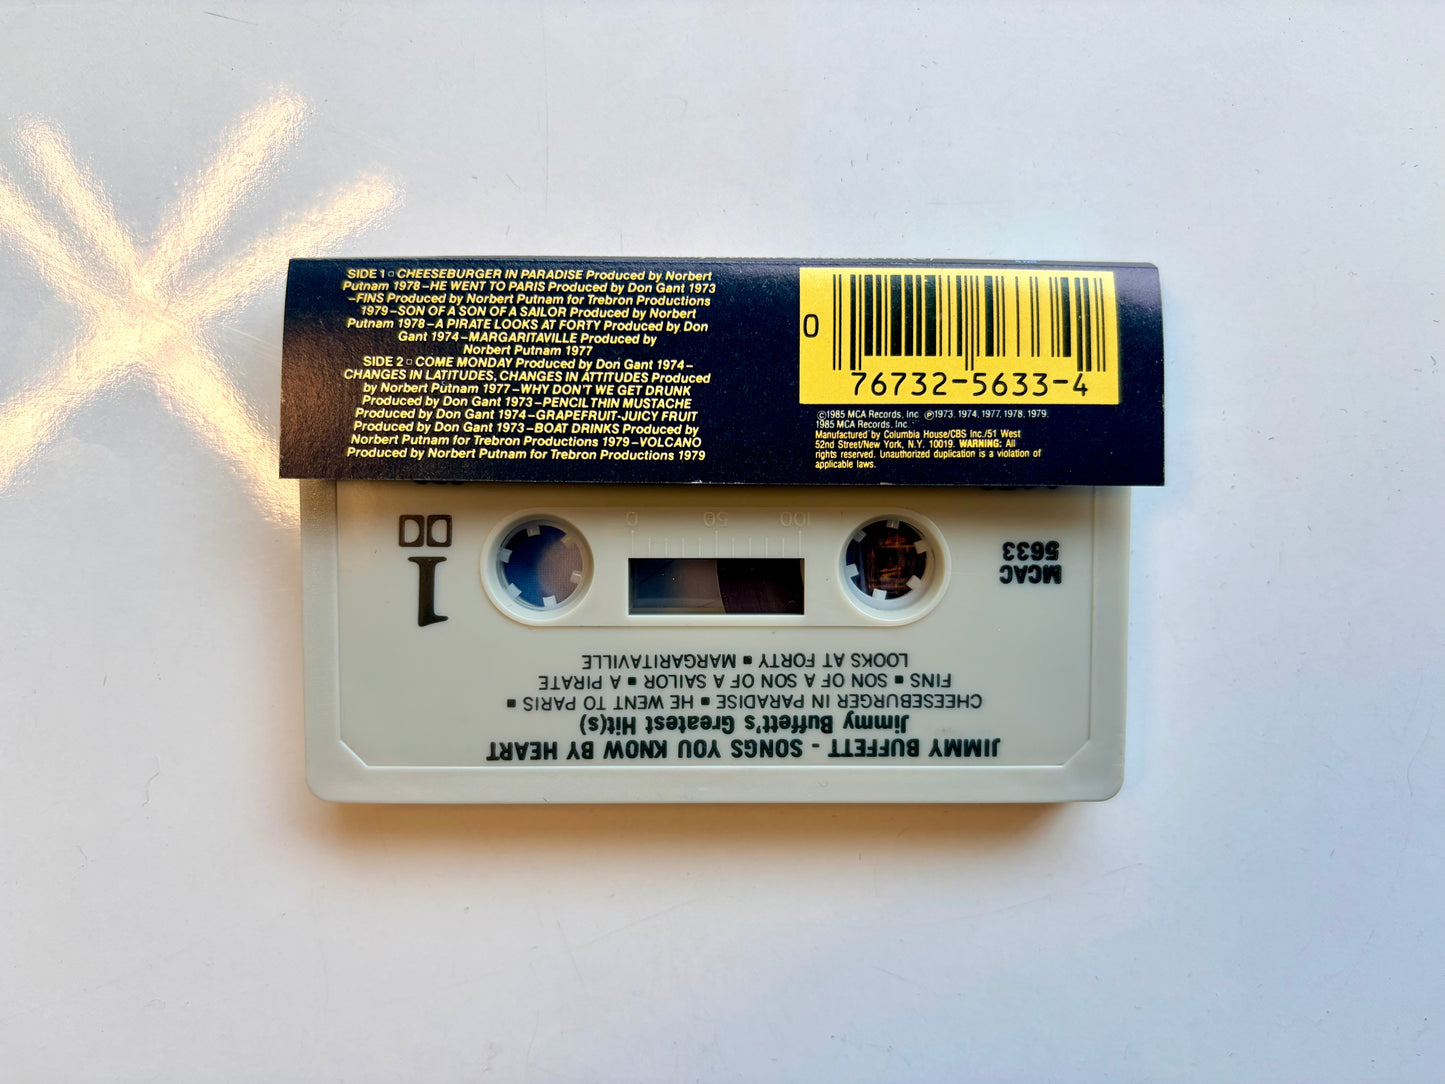 SIDE 1 ▫ CHEESEBURGER IN PARADISE Produced by Norbert
Putnam 1978–HE WENT TO PARIS Produced by Don Gant 1973
–FINS Produced by Norbert Putnam for Trebron Productions
1979–SON OF A SON OF A SAILOR Produced by Norbert
Putnam 1978–A PIRATE LOOKS AT FORTY Produced by Don
Gant 1974–MARGARITAVILLE Produced by
Norbert Putnam 1977
SIDE 2 ▫ COME MONDAY Produced by Don Gant 1974–
CHANGES IN LATITUDES, CHANGES IN ATTITUDES Produced
by Norbert Putnam 1977–WHY DON'T WE GET DRUNK
Produced by Don Gant 1973–PENCIL THIN MUSTACHE
Produced by Don Gant 1974–GRAPEFRUIT-JUICY FRUIT
Produced by Don Gant 1973–BOAT DRINKS Produced by
Norbert Putnam for Trebron Productions 1979–VOLCANO
Produced by Norbert Putnam for Trebron Productions 1979
0
76732-5633-4
©1985 MCA Records, Inc. ℗1973, 1974, 1977, 1978, 1979,
1985 MCA Records, Inc.
Manufactured by Columbia House/CBS Inc./51 West
52nd Street/New York, N.Y. 10019. WARNING: All
rights reserved. Unauthorized duplication is a violation of
applicable laws.
JIMMY BUFFETT - SONGS YOU KNOW BY HEART
Jimmy Buffett's Greatest Hit(s)
CHEESEBURGER IN PARADISE ▪ HE WENT TO PARIS ▪
FINS ▪ SON OF A SON OF A SAILOR ▪ A PIRATE
LOOKS AT FORTY ▪ MARGARITAVILLE
MCAC
5633
1
100 50 0